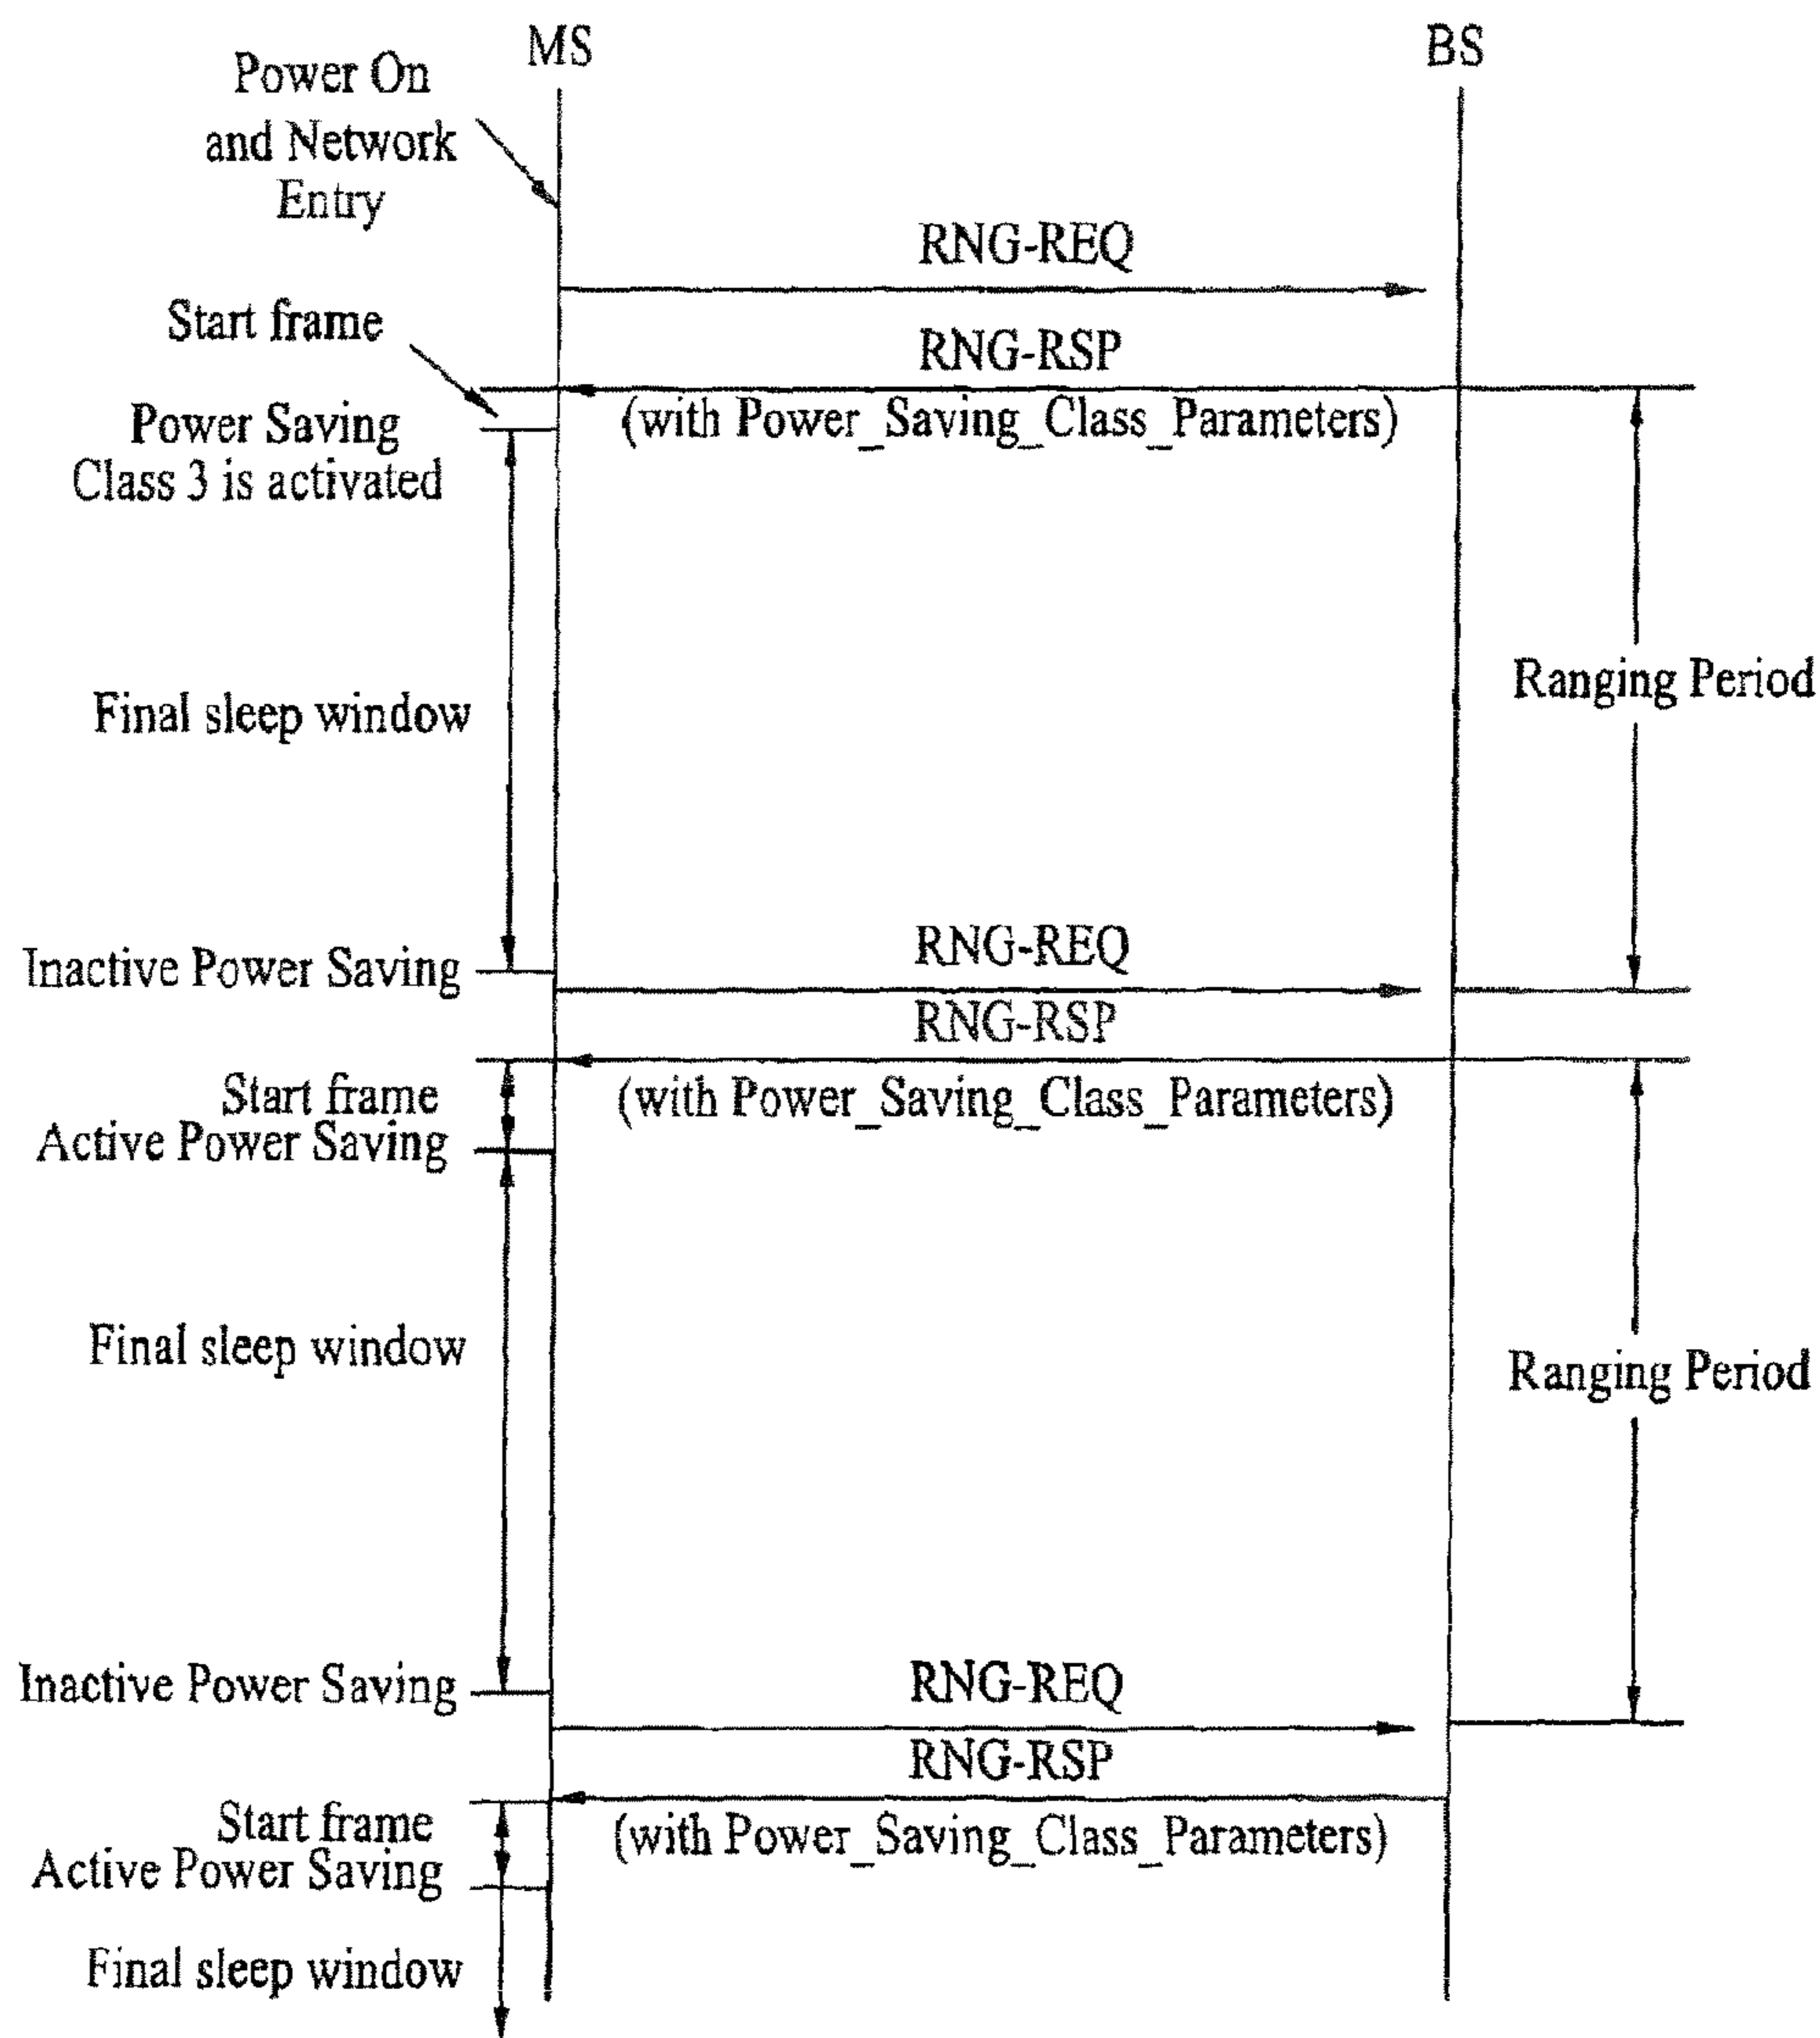 MS
BS
Power On
and Network
Entry
RNG-REQ
Start frame
RNG-RSP
(with Power_Saving_Class_Parameters)
Power Saving
Class 3 is activated
Final sleep window
Ranging Period
Inactive Power Saving
RNG-REQ
RNG-RSP
(with Power_Saving_Class_Parameters)
Start frame
Active Power Saving
Final sleep window
Ranging Period
Inactive Power Saving
RNG-REQ
RNG-RSP
(with Power_Saving_Class_Parameters)
Start frame
Active Power Saving
Final sleep window